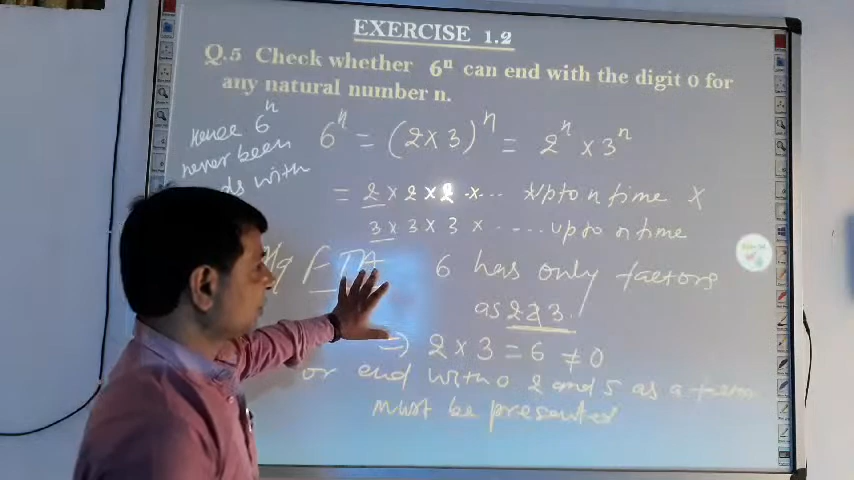 EXERCISE 1.2
Q.5 Check whether 6ⁿ can end with the digit 0 for
any natural number n.
Hence 6ⁿ
never been
ds with
6ⁿ = (2 × 3)ⁿ = 2ⁿ × 3ⁿ
= 2 × 2 × 2 × ... × upto n time ×
3 × 3 × 3 × ..... upto n time
FTA
6 has only factors
as 2 & 3.
=> 2 × 3 = 6 ≠ 0
or end with 0 2 and 5 as a factor
must be presented